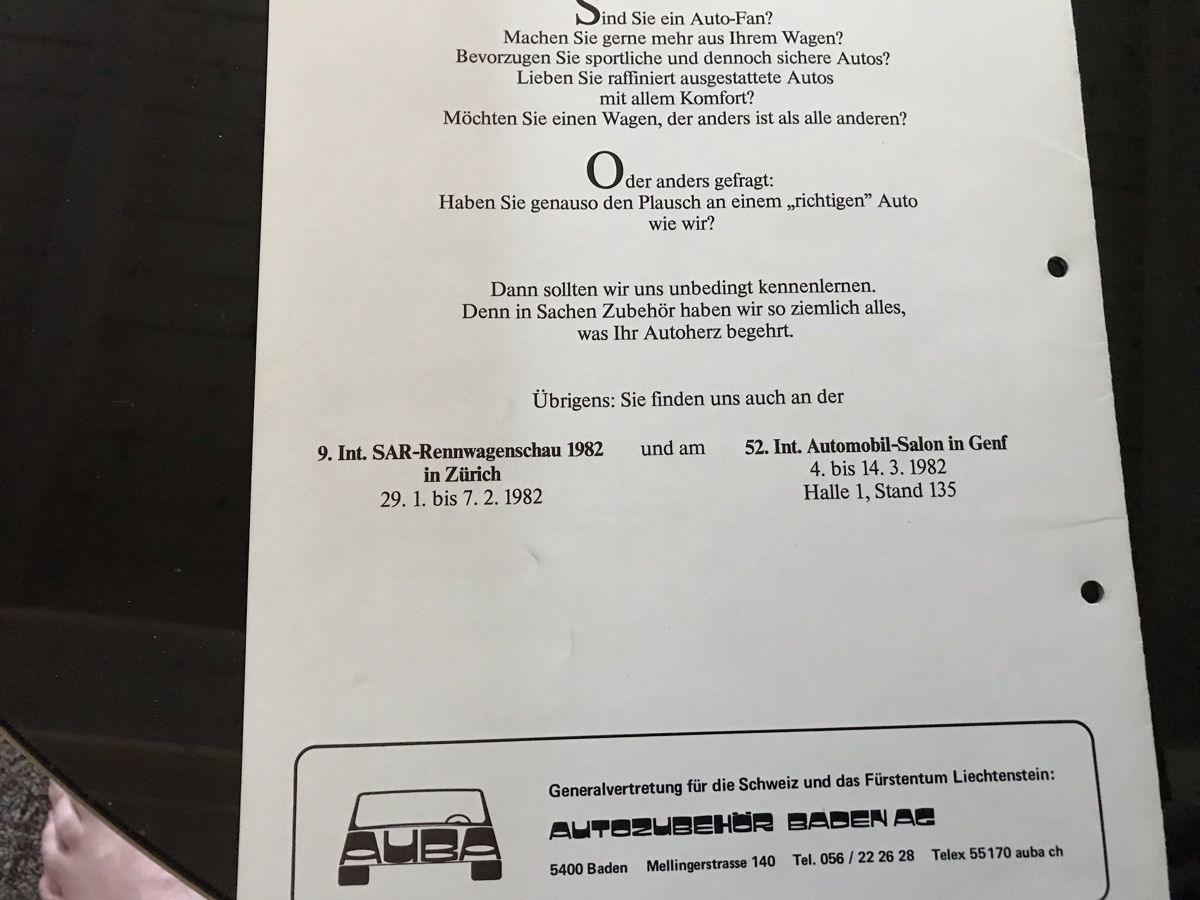 Sind Sie ein Auto-Fan?
Machen Sie gerne mehr aus Ihrem Wagen?
Bevorzugen Sie sportliche und dennoch sichere Autos?
Lieben Sie raffiniert ausgestattete Autos
mit allem Komfort?
Möchten Sie einen Wagen, der anders ist als alle anderen?
Oder anders gefragt:
Haben Sie genauso den Plausch an einem „richtigen” Auto
wie wir?
Dann sollten wir uns unbedingt kennenlernen.
Denn in Sachen Zubehör haben wir so ziemlich alles,
was Ihr Autoherz begehrt.
Übrigens: Sie finden uns auch an der
9. Int. SAR-Rennwagenschau 1982
in Zürich
29. 1. bis 7. 2. 1982
und am
52. Int. Automobil-Salon in Genf
4. bis 14. 3. 1982
Halle 1, Stand 135
AUBA
Generalvertretung für die Schweiz und das Fürstentum Liechtenstein:
AUTOZUBEHÖR BADEN AG
5400 Baden Mellingerstrasse 140 Tel. 056 / 22 26 28 Telex 55170 auba ch